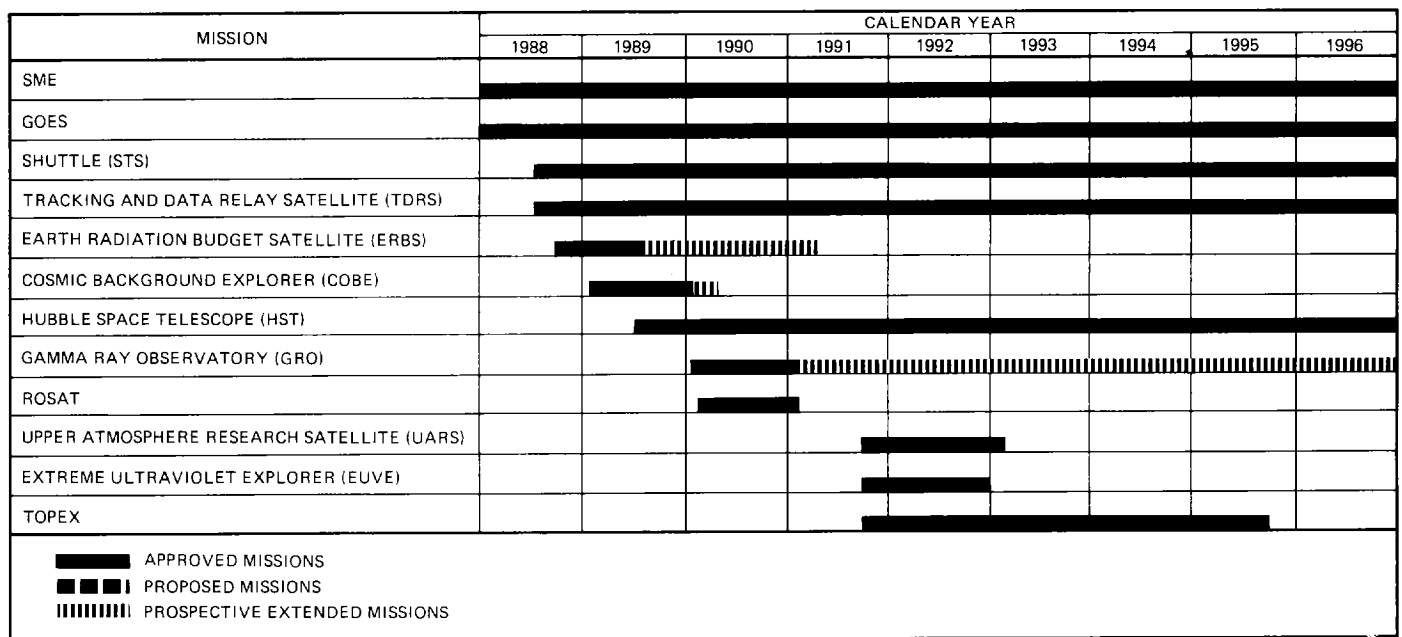 MISSION
CALENDAR YEAR
1988 1989 1990 1991 1992 1993 1994 1995 1996
SME
GOES
SHUTTLE (STS)
TRACKING AND DATA RELAY SATELLITE (TDRS)
EARTH RADIATION BUDGET SATELLITE (ERBS)
COSMIC BACKGROUND EXPLORER (COBE)
HUBBLE SPACE TELESCOPE (HST)
GAMMA RAY OBSERVATORY (GRO)
ROSAT
UPPER ATMOSPHERE RESEARCH SATELLITE (UARS)
EXTREME ULTRAVIOLET EXPLORER (EUVE)
TOPEX
APPROVED MISSIONS
PROPOSED MISSIONS
PROSPECTIVE EXTENDED MISSIONS